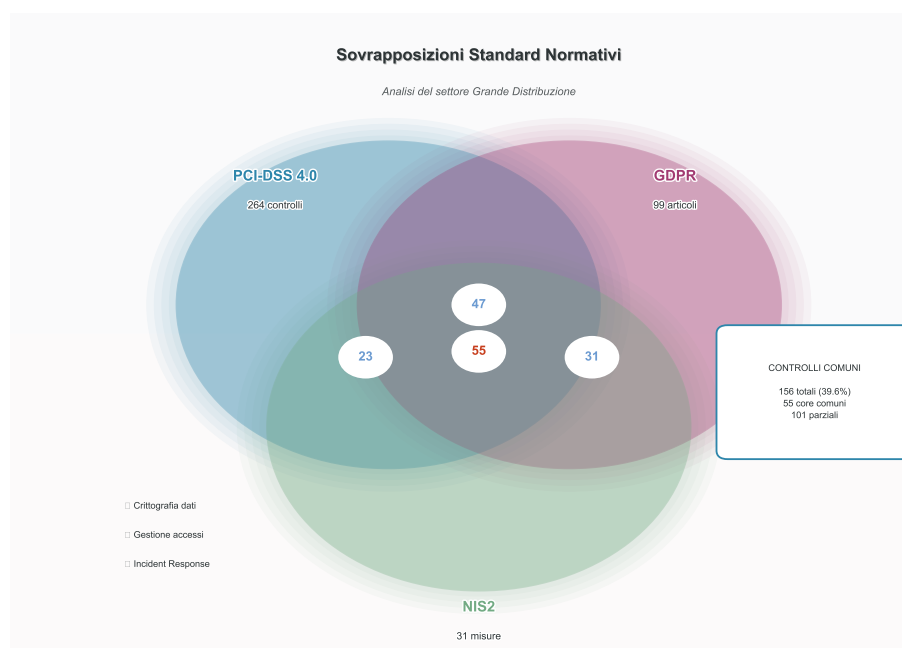 Sovrapposizioni Standard Normativi
Analisi del settore Grande Distribuzione
PCI-DSS 4.0
264 controlli
GDPR
99 articoli
47
23
55
31
CONTROLLI COMUNI
156 totali (39.6%)
55 core comuni
101 parziali
Crittografia dati
Gestione accessi
Incident Response
NIS2
31 misure